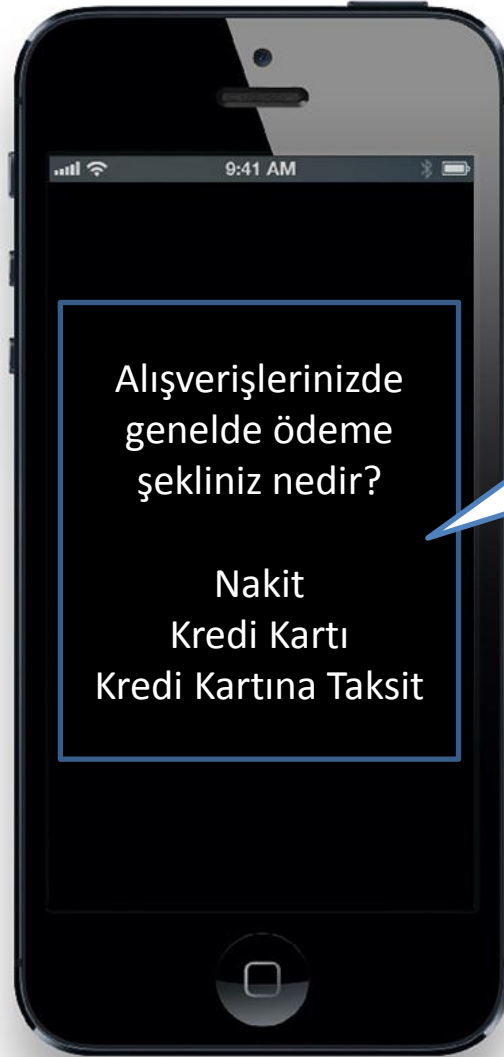 9:41 AM
Alışverişlerinizde
genelde ödeme
şekliniz nedir?
Nakit
Kredi Kartı
Kredi Kartına Taksit